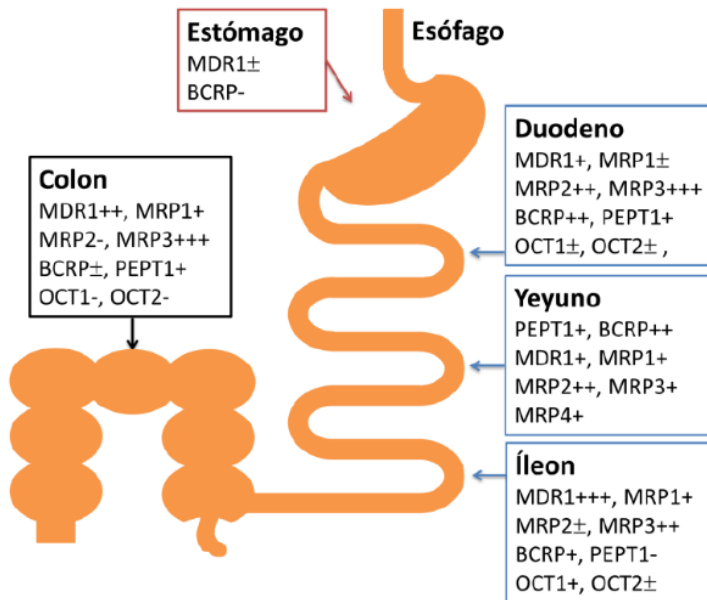 Estómago
MDR1±
BCRP-
Esófago
Duodeno
MDR1+, MRP1±
MRP2++, MRP3+++
BCRP++, PEPT1+
OCT1±, OCT2± ,
Colon
MDR1++, MRP1+
MRP2-, MRP3+++
BCRP±, PEPT1+
OCT1-, OCT2-
Yeyuno
PEPT1+, BCRP++
MDR1+, MRP1+
MRP2++, MRP3+
MRP4+
Íleon
MDR1+++, MRP1+
MRP2±, MRP3++
BCRP+, PEPT1-
OCT1+, OCT2±